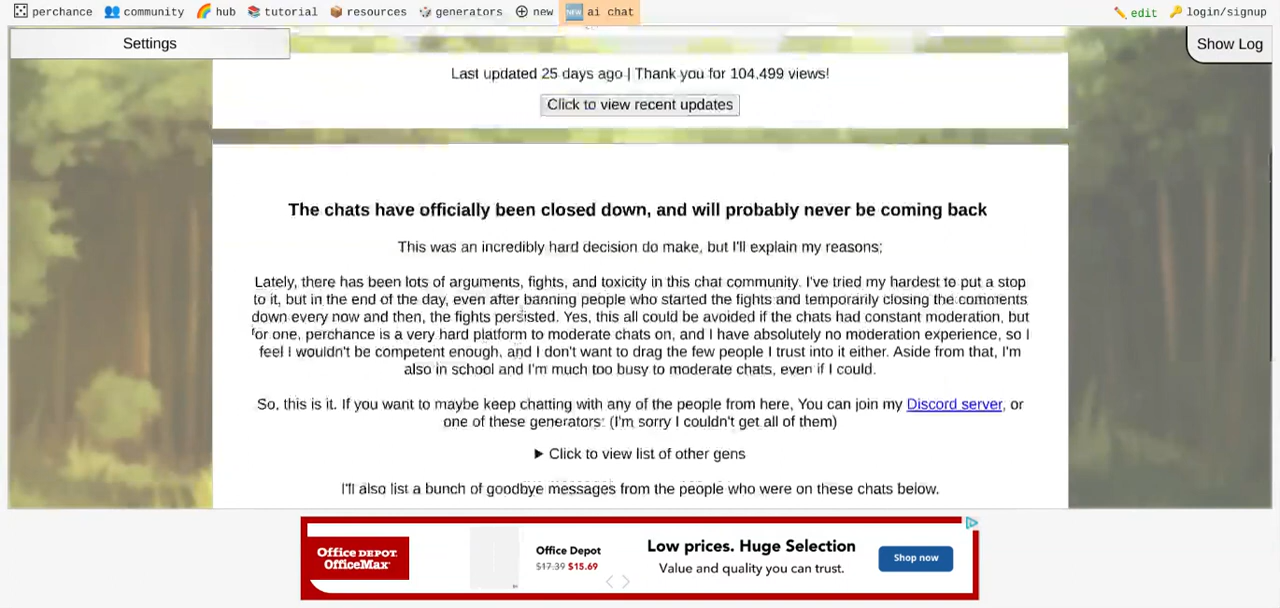 perchance community hub tutorial resources generators new NEW ai chat edit login/signup
Settings
Show Log
Last updated 25 days ago | Thank you for 104,499 views!
Click to view recent updates
The chats have officially been closed down, and will probably never be coming back
This was an incredibly hard decision do make, but I'll explain my reasons;
Lately, there has been lots of arguments, fights, and toxicity in this chat community. I've tried my hardest to put a stop
to it, but in the end of the day, even after banning people who started the fights and temporarily closing the comments
down every now and then, the fights persisted. Yes, this all could be avoided if the chats had constant moderation, but
for one, perchance is a very hard platform to moderate chats on, and I have absolutely no moderation experience, so I
feel I wouldn't be competent enough, and I don't want to drag the few people I trust into it either. Aside from that, I'm
also in school and I'm much too busy to moderate chats, even if I could.
So, this is it. If you want to maybe keep chatting with any of the people from here, You can join my Discord server, or
one of these generators: (I'm sorry I couldn't get all of them)
▶ Click to view list of other gens
I'll also list a bunch of goodbye messages from the people who were on these chats below.
Office DEPOT
OfficeMax
Office Depot
$17.39 $15.69
Low prices. Huge Selection
Value and quality you can trust.
Shop now